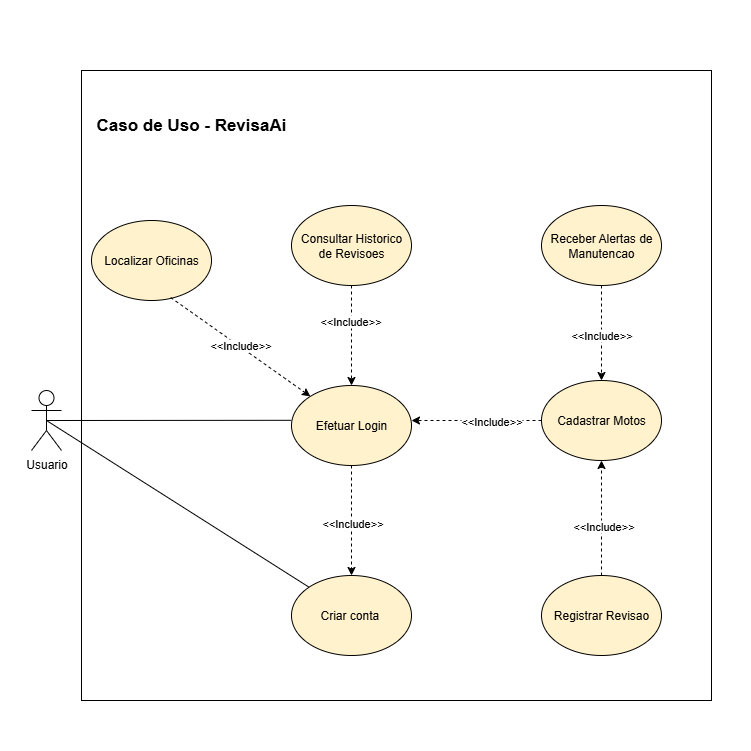 Caso de Uso - RevisaAi
Localizar Oficinas
Consultar Historico
de Revisoes
Receber Alertas de
Manutencao
<<Include>>
<<Include>>
<<Include>>
Usuario
Efetuar Login
<<Include>>
Cadastrar Motos
<<Include>>
<<Include>>
Criar conta
Registrar Revisao